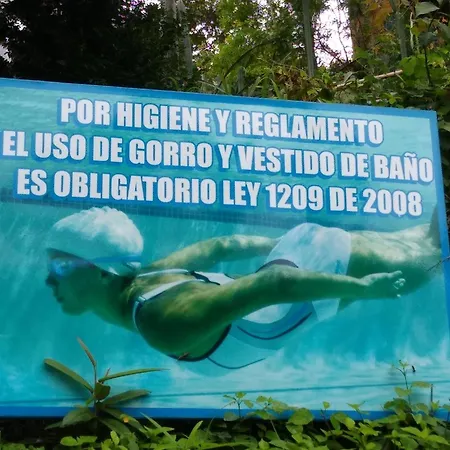 POR HIGIENE Y REGLAMENTO
EL USO DE GORRO Y VESTIDO DE BAÑO
ES OBLIGATORIO LEY 1209 DE 2008